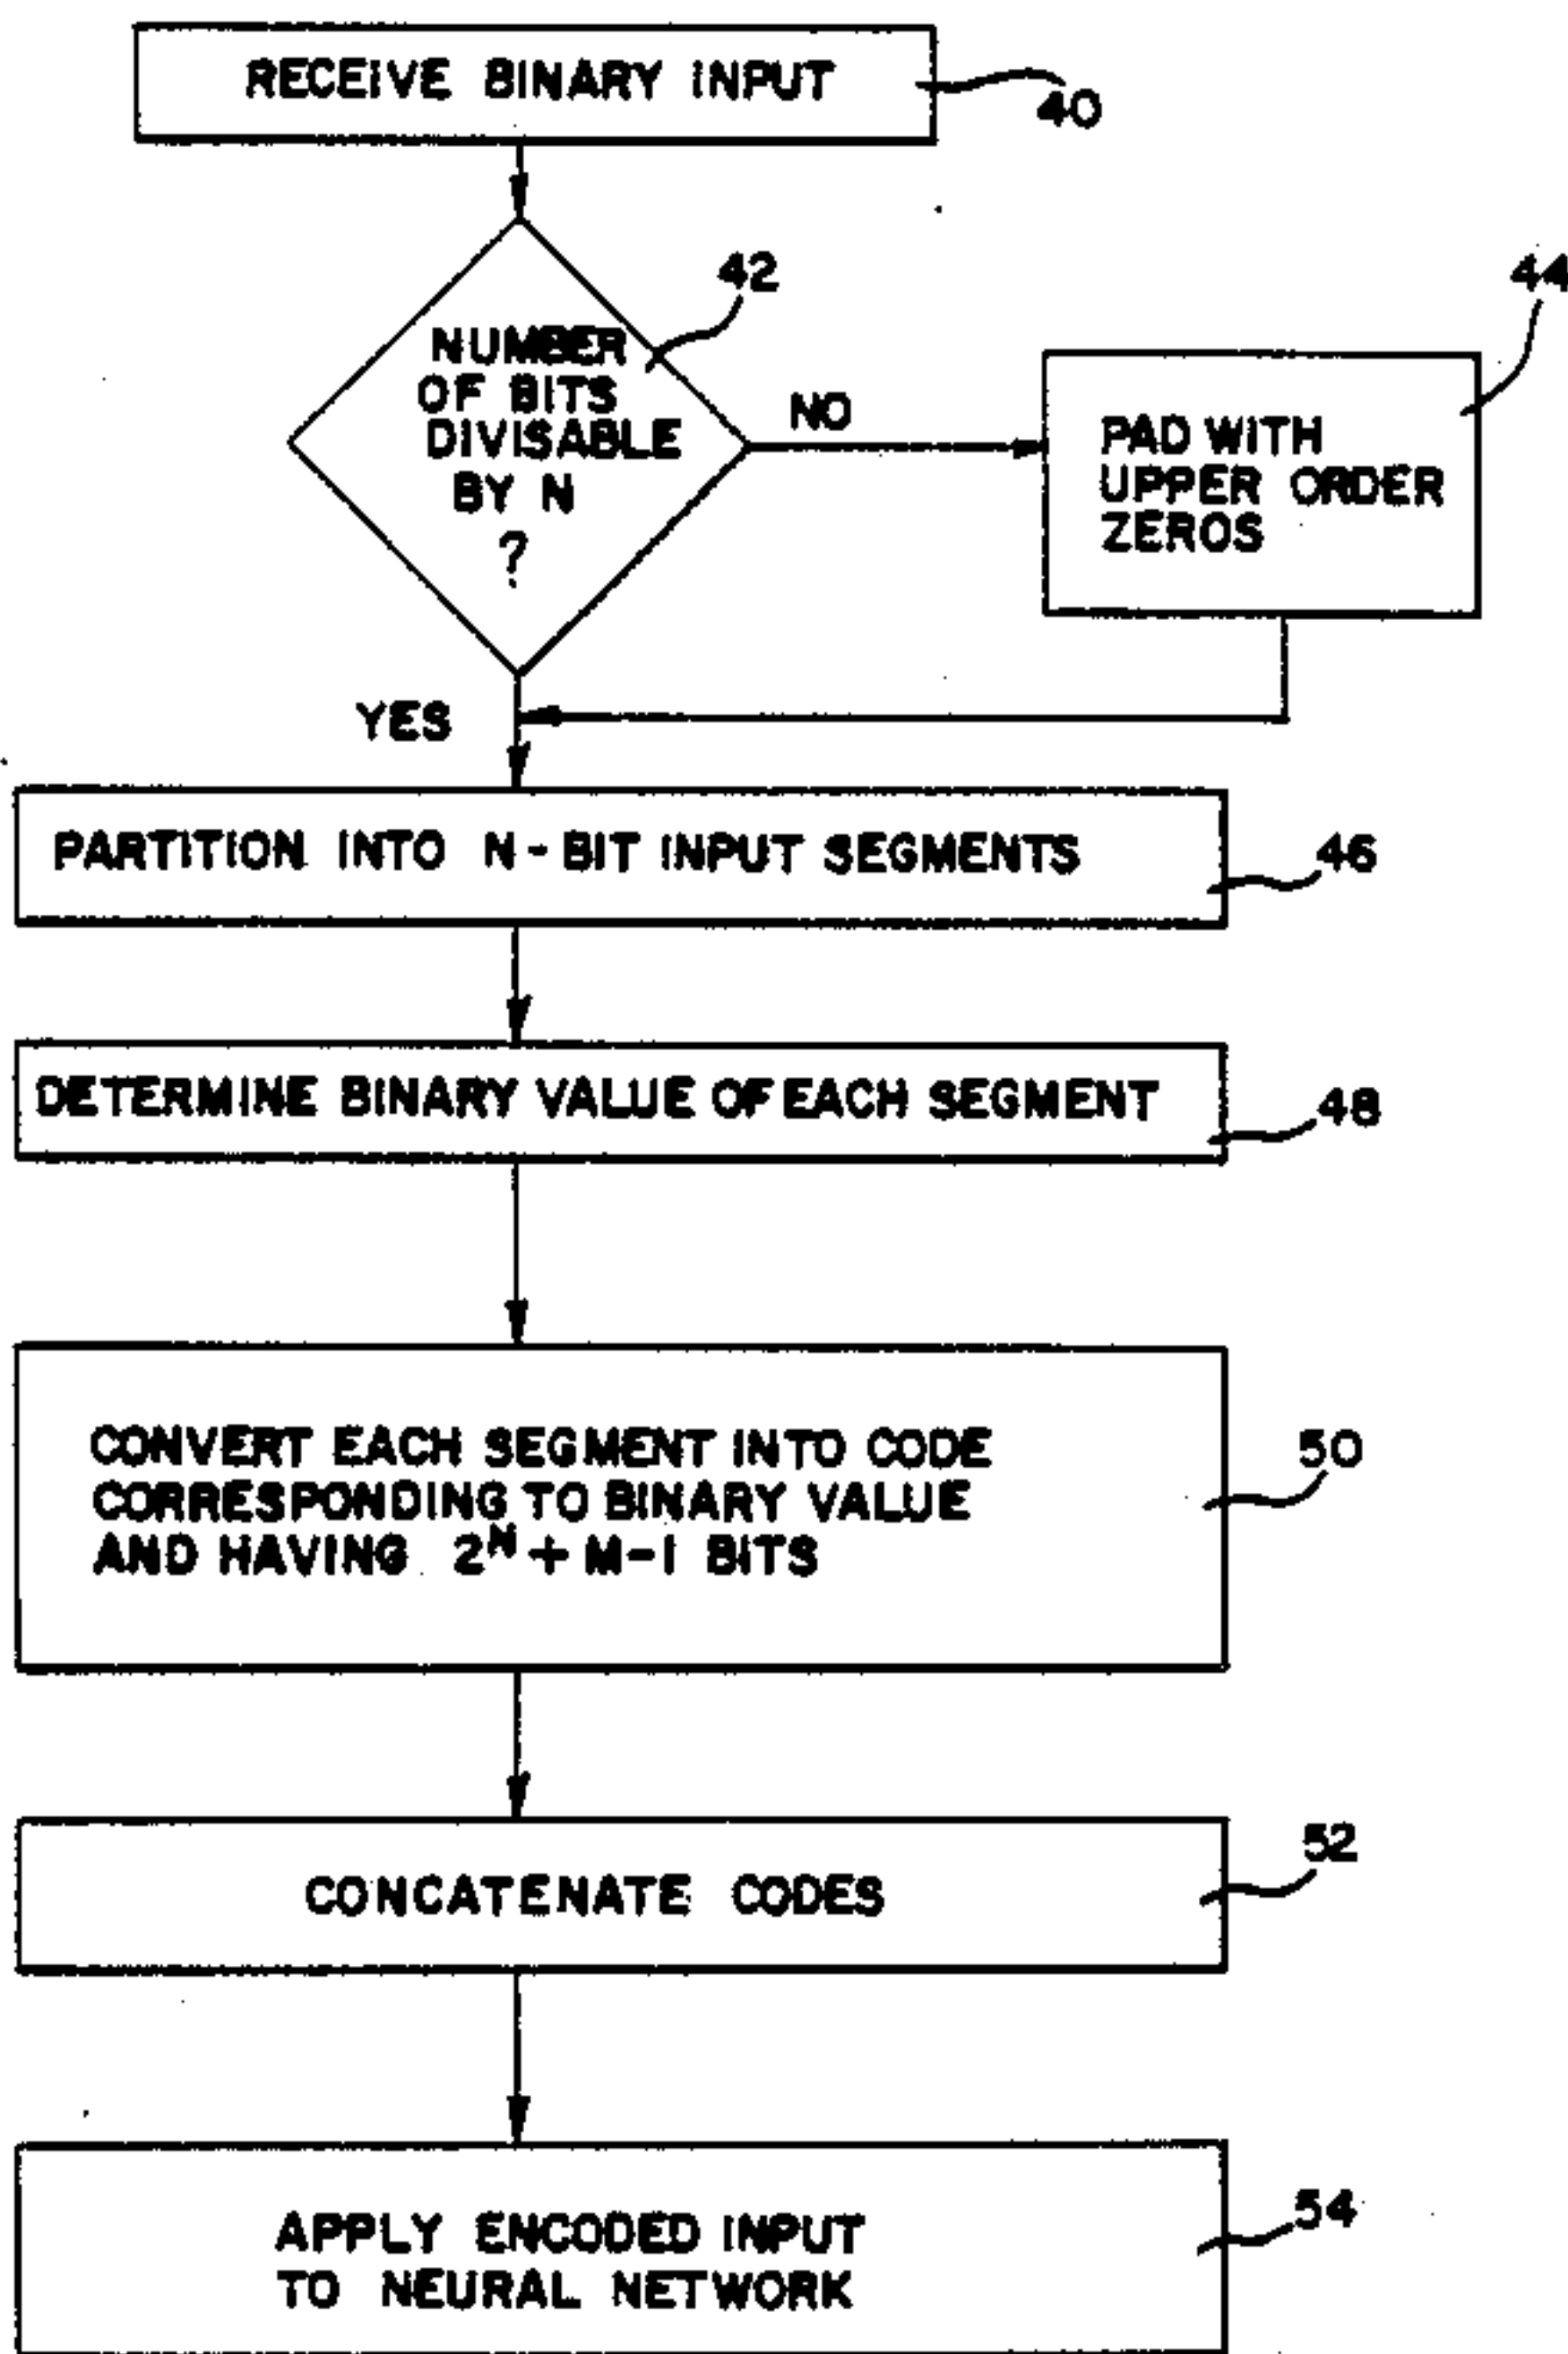 RECEIVE BINARY INPUT
40
42
NUMBER
OF BITS
DIVISABLE
BY N
?
NO
44
PAD WITH
UPPER ORDER
ZEROS
YES
PARTITION INTO N-BIT INPUT SEGMENTS
46
DETERMINE BINARY VALUE OF EACH SEGMENT
48
CONVERT EACH SEGMENT INTO CODE
CORRESPONDING TO BINARY VALUE
AND HAVING 2^N + M-1 BITS
50
CONCATENATE CODES
52
APPLY ENCODED INPUT
TO NEURAL NETWORK
54